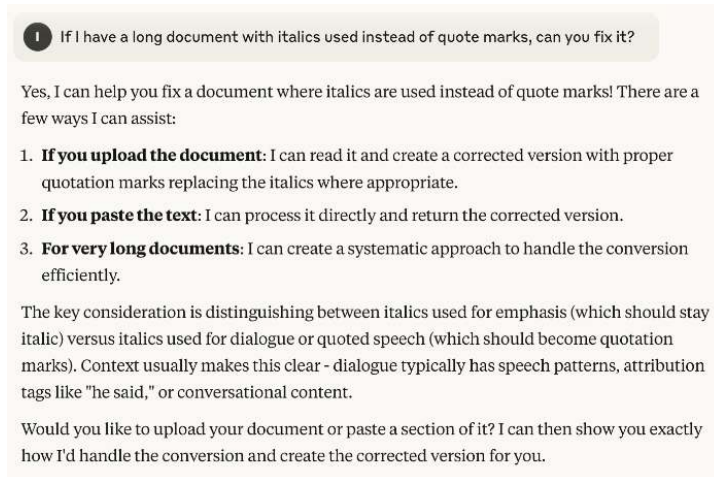 I If I have a long document with italics used instead of quote marks, can you fix it?
Yes, I can help you fix a document where italics are used instead of quote marks! There are a
few ways I can assist:
1. If you upload the document: I can read it and create a corrected version with proper
quotation marks replacing the italics where appropriate.
2. If you paste the text: I can process it directly and return the corrected version.
3. For very long documents: I can create a systematic approach to handle the conversion
efficiently.
The key consideration is distinguishing between italics used for emphasis (which should stay
italic) versus italics used for dialogue or quoted speech (which should become quotation
marks). Context usually makes this clear - dialogue typically has speech patterns, attribution
tags like "he said," or conversational content.
Would you like to upload your document or paste a section of it? I can then show you exactly
how I'd handle the conversion and create the corrected version for you.